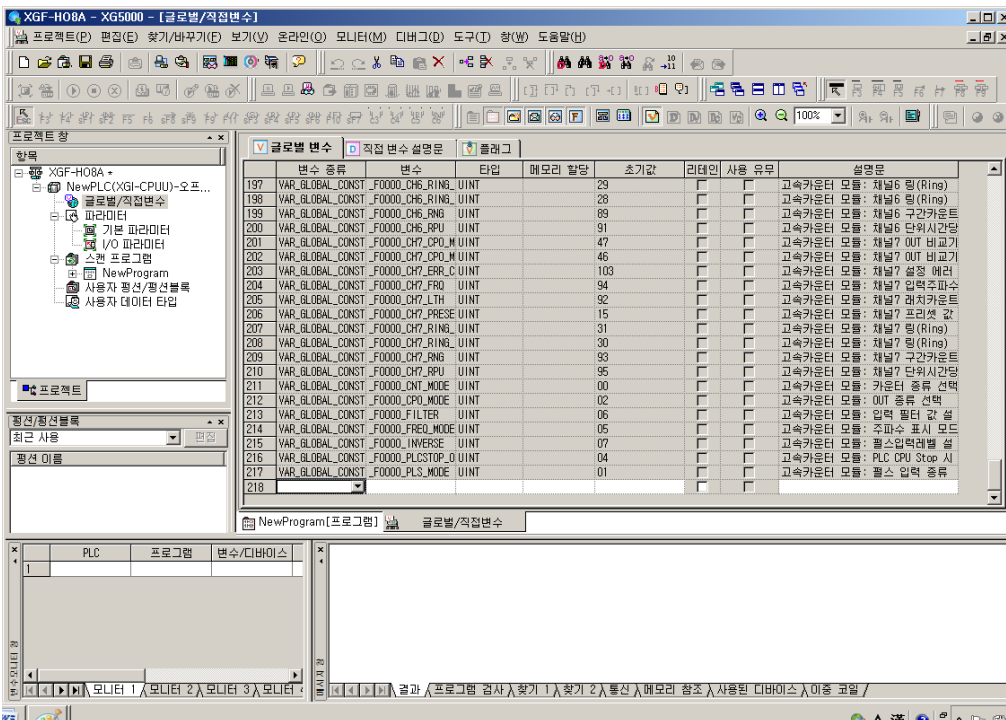 XGF-HO8A - XG5000 - [글로벌/직접변수]
프로젝트(P) 편집(E) 찾기/바꾸기(F) 보기(V) 온라인(O) 모니터(M) 디버그(D) 도구(T) 창(W) 도움말(H)
100%
프로젝트 창
항목
XGF-HO8A *
NewPLC(XGI-CPUU)-오프...
글로벌/직접변수
파라미터
기본 파라미터
I/O 파라미터
스캔 프로그램
NewProgram
사용자 펑션/펑션블록
사용자 데이터 타입
프로젝트
펑션/펑션블록
최근 사용 편집
펑션 이름
글로벌 변수 직접 변수 설명문 플래그
변수 종류 변수 타입 메모리 할당 초기값 리테인 사용 유무 설명문
197 VAR_GLOBAL_CONST _F0000_CH6_RING_ UINT 29 고속카운터 모듈: 채널6 링(Ring)
198 VAR_GLOBAL_CONST _F0000_CH6_RING_ UINT 28 고속카운터 모듈: 채널6 링(Ring)
199 VAR_GLOBAL_CONST _F0000_CH6_RNG UINT 89 고속카운터 모듈: 채널6 구간카운트
200 VAR_GLOBAL_CONST _F0000_CH6_RPU UINT 91 고속카운터 모듈: 채널6 단위시간당
201 VAR_GLOBAL_CONST _F0000_CH7_CPO_M UINT 47 고속카운터 모듈: 채널7 OUT 비교기
202 VAR_GLOBAL_CONST _F0000_CH7_CPO_M UINT 46 고속카운터 모듈: 채널7 OUT 비교기
203 VAR_GLOBAL_CONST _F0000_CH7_ERR_C UINT 103 고속카운터 모듈: 채널7 설정 에러
204 VAR_GLOBAL_CONST _F0000_CH7_FRQ UINT 94 고속카운터 모듈: 채널7 입력주파수
205 VAR_GLOBAL_CONST _F0000_CH7_LTH UINT 92 고속카운터 모듈: 채널7 래치카운트
206 VAR_GLOBAL_CONST _F0000_CH7_PRESE UINT 15 고속카운터 모듈: 채널7 프리셋 값
207 VAR_GLOBAL_CONST _F0000_CH7_RING_ UINT 31 고속카운터 모듈: 채널7 링(Ring)
208 VAR_GLOBAL_CONST _F0000_CH7_RING_ UINT 30 고속카운터 모듈: 채널7 링(Ring)
209 VAR_GLOBAL_CONST _F0000_CH7_RNG UINT 93 고속카운터 모듈: 채널7 구간카운트
210 VAR_GLOBAL_CONST _F0000_CH7_RPU UINT 95 고속카운터 모듈: 채널7 단위시간당
211 VAR_GLOBAL_CONST _F0000_CNT_MODE UINT 00 고속카운터 모듈: 카운터 종류 선택
212 VAR_GLOBAL_CONST _F0000_CPO_MODE UINT 02 고속카운터 모듈: OUT 종류 선택
213 VAR_GLOBAL_CONST _F0000_FILTER UINT 06 고속카운터 모듈: 입력 필터 값 설
214 VAR_GLOBAL_CONST _F0000_FREQ_MODE UINT 05 고속카운터 모듈: 주파수 표시 모드
215 VAR_GLOBAL_CONST _F0000_INVERSE UINT 07 고속카운터 모듈: 펄스입력레벨 설
216 VAR_GLOBAL_CONST _F0000_PLCSTOP_O UINT 04 고속카운터 모듈: PLC CPU Stop 시
217 VAR_GLOBAL_CONST _F0000_PLS_MODE UINT 01 고속카운터 모듈: 펄스 입력 종류
218
NewProgram[프로그램] 글로벌/직접변수
PLC 프로그램 변수/디바이스
1
모니터 1 모니터 2 모니터 3 모니터
결과 프로그램 검사 찾기 1 찾기 2 통신 메모리 참조 사용된 디바이스 이중 코일
A 漢